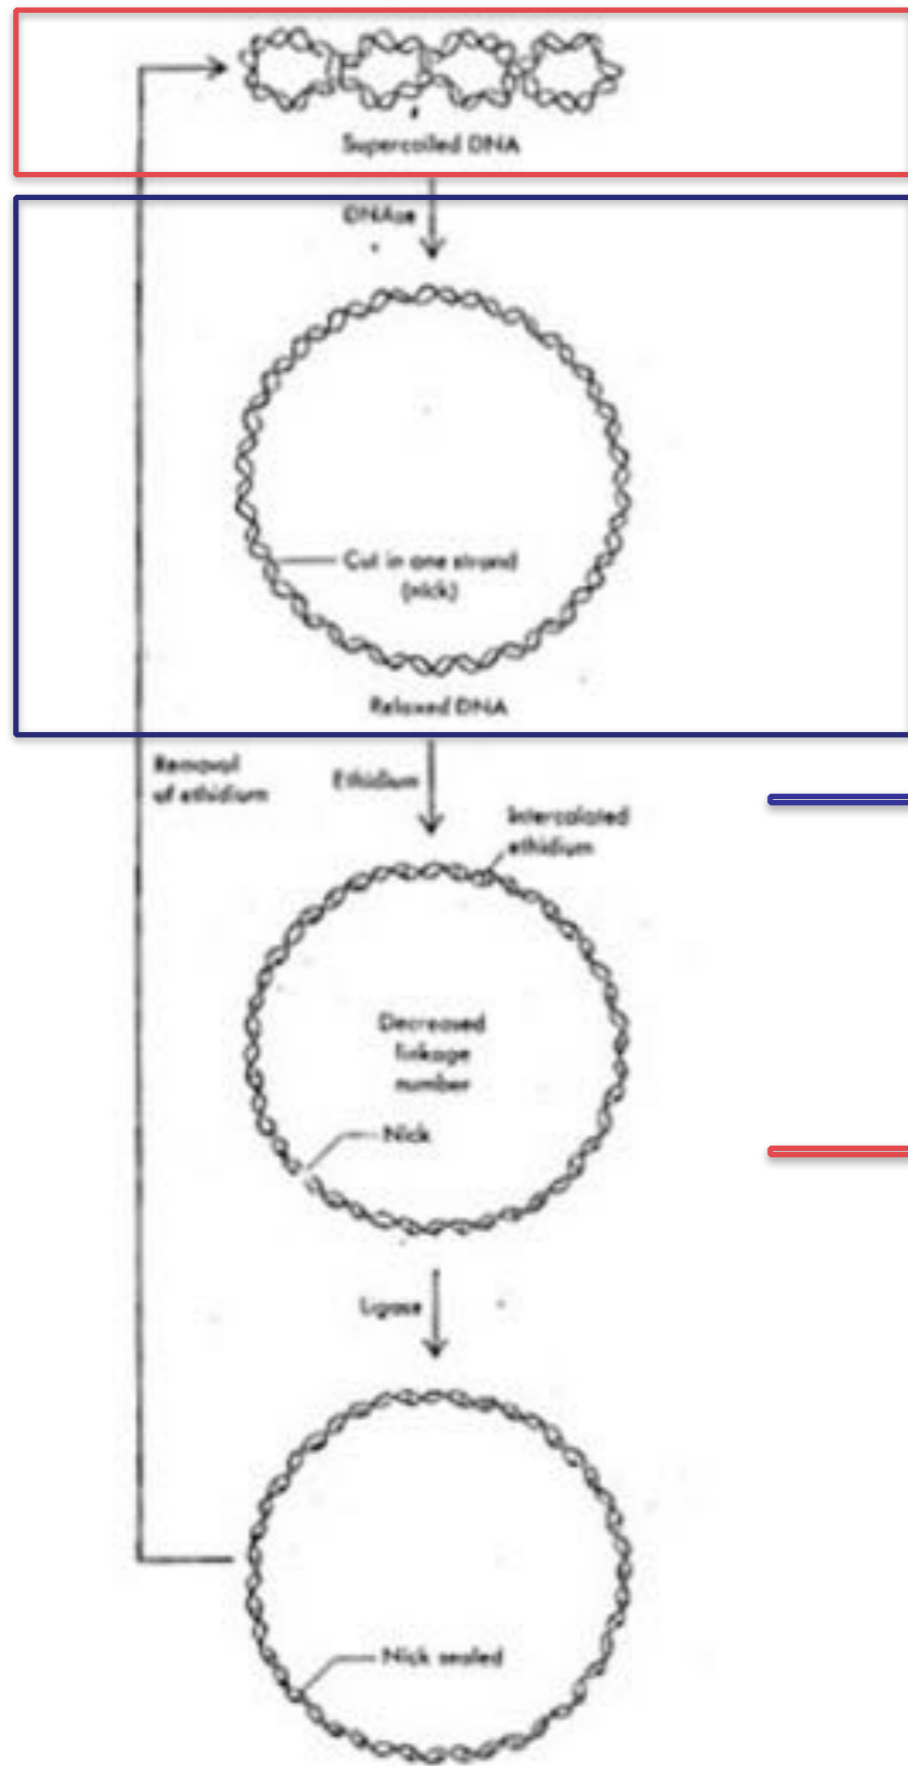 Supercoiled DNA
DNAse
Cut in one strand
(nick)
Relaxed DNA
Removal
of ethidium
Ethidium
Intercalated
ethidium
Decreased
linkage
number
Nick
Ligase
Nick sealed